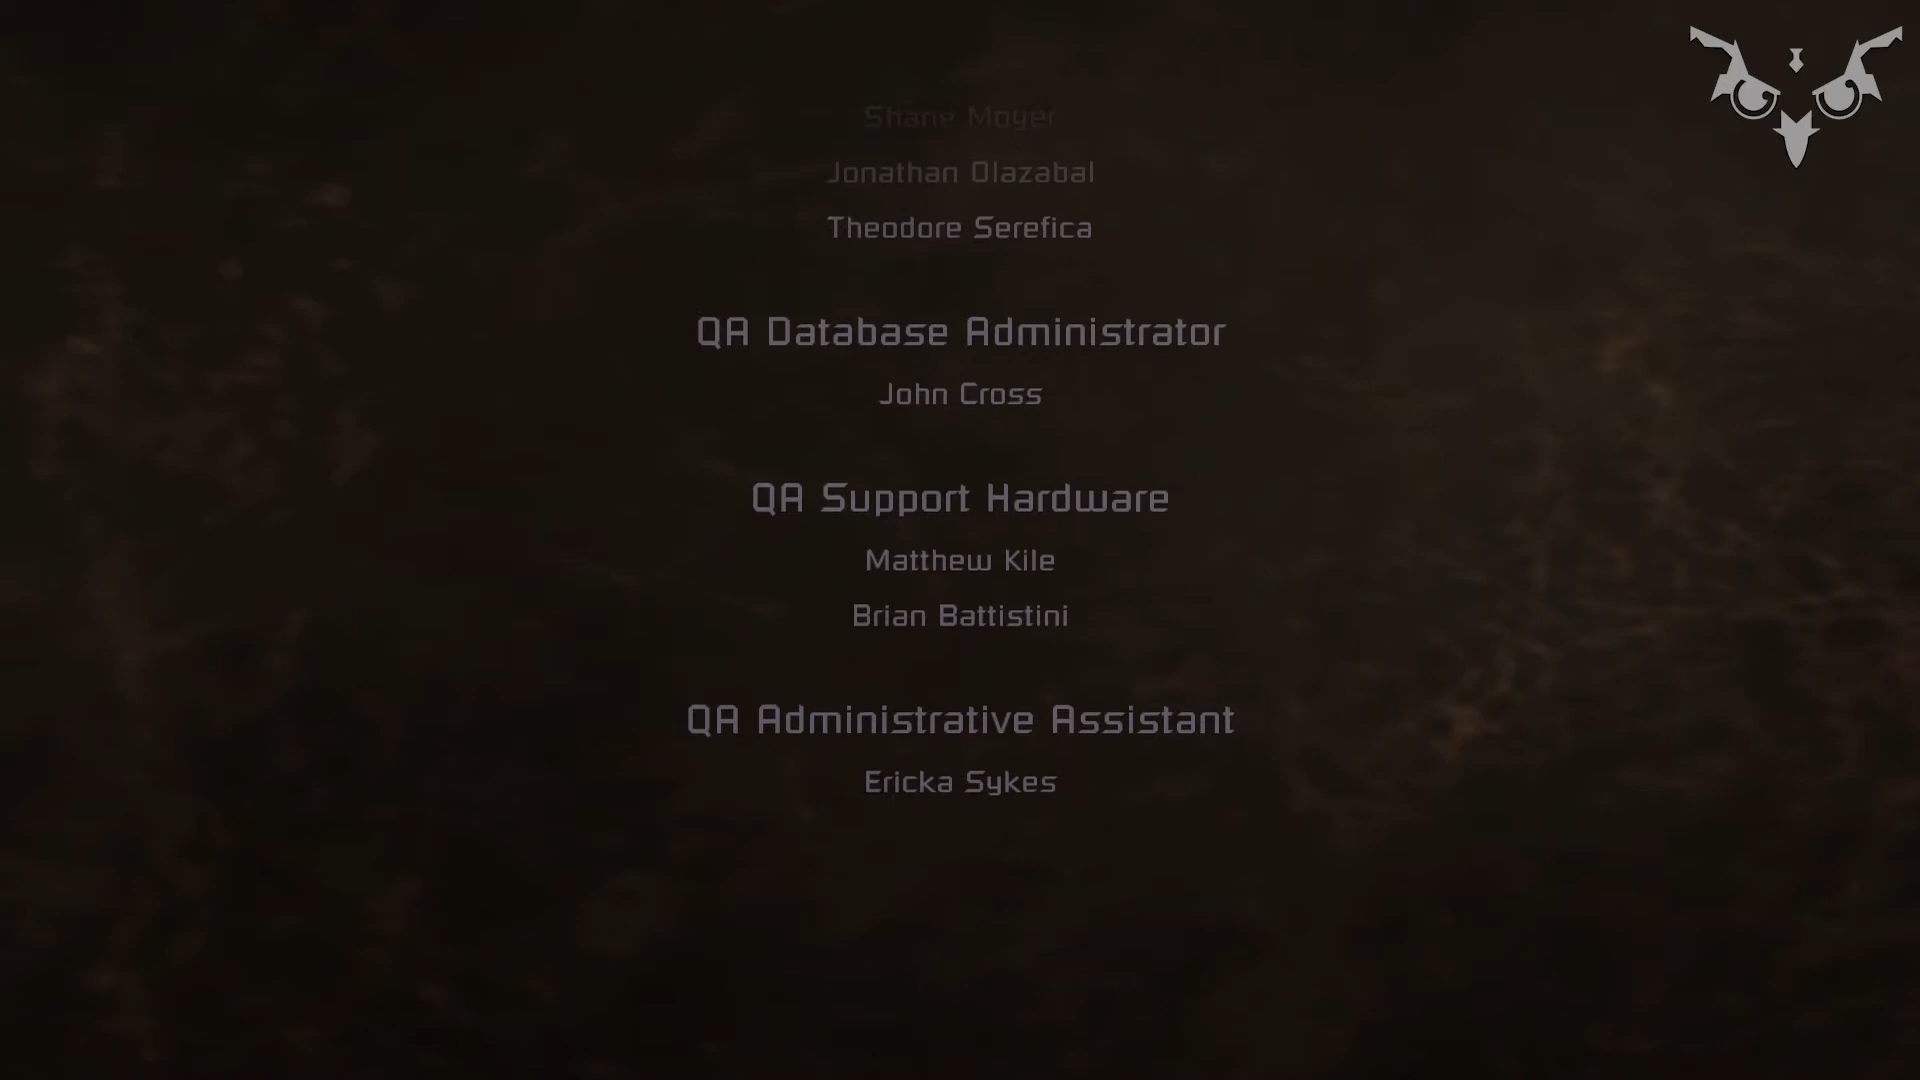 Shane Moyer
Jonathan Olazabal
Theodore Serefica
QA Database Administrator
John Cross
QA Support Hardware
Matthew Kile
Brian Battistini
QA Administrative Assistant
Ericka Sykes